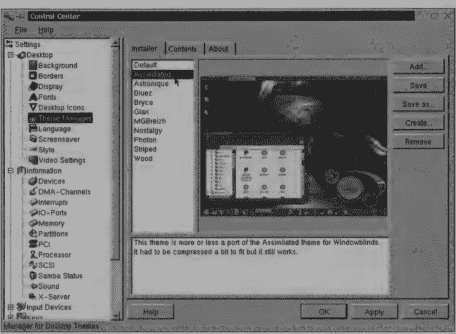 Control Center
File Help
Settings
Desktop
Background
Borders
Display
Fonts
Desktop Icons
Theme Manager
Language
Screensaver
Style
Video Settings
Information
Devices
DMA-Channels
Interrupts
IO-Ports
Memory
Partitions
PCI
Processor
SCSI
Samba Status
Sound
X-Server
Input Devices
Manager for Desktop Themes
Installer Contents About
Default
Assimilated
Astronique
Bluez
Bryce
Glax
MGBreizh
Nostalgy
Photon
Striped
Wood
Add...
Save
Save as...
Create...
Remove
This theme is more or less a port of the Assimilated theme for Windowblinds.
It had to be compressed a bit to fit but it still works.
Help
OK
Apply
Cancel